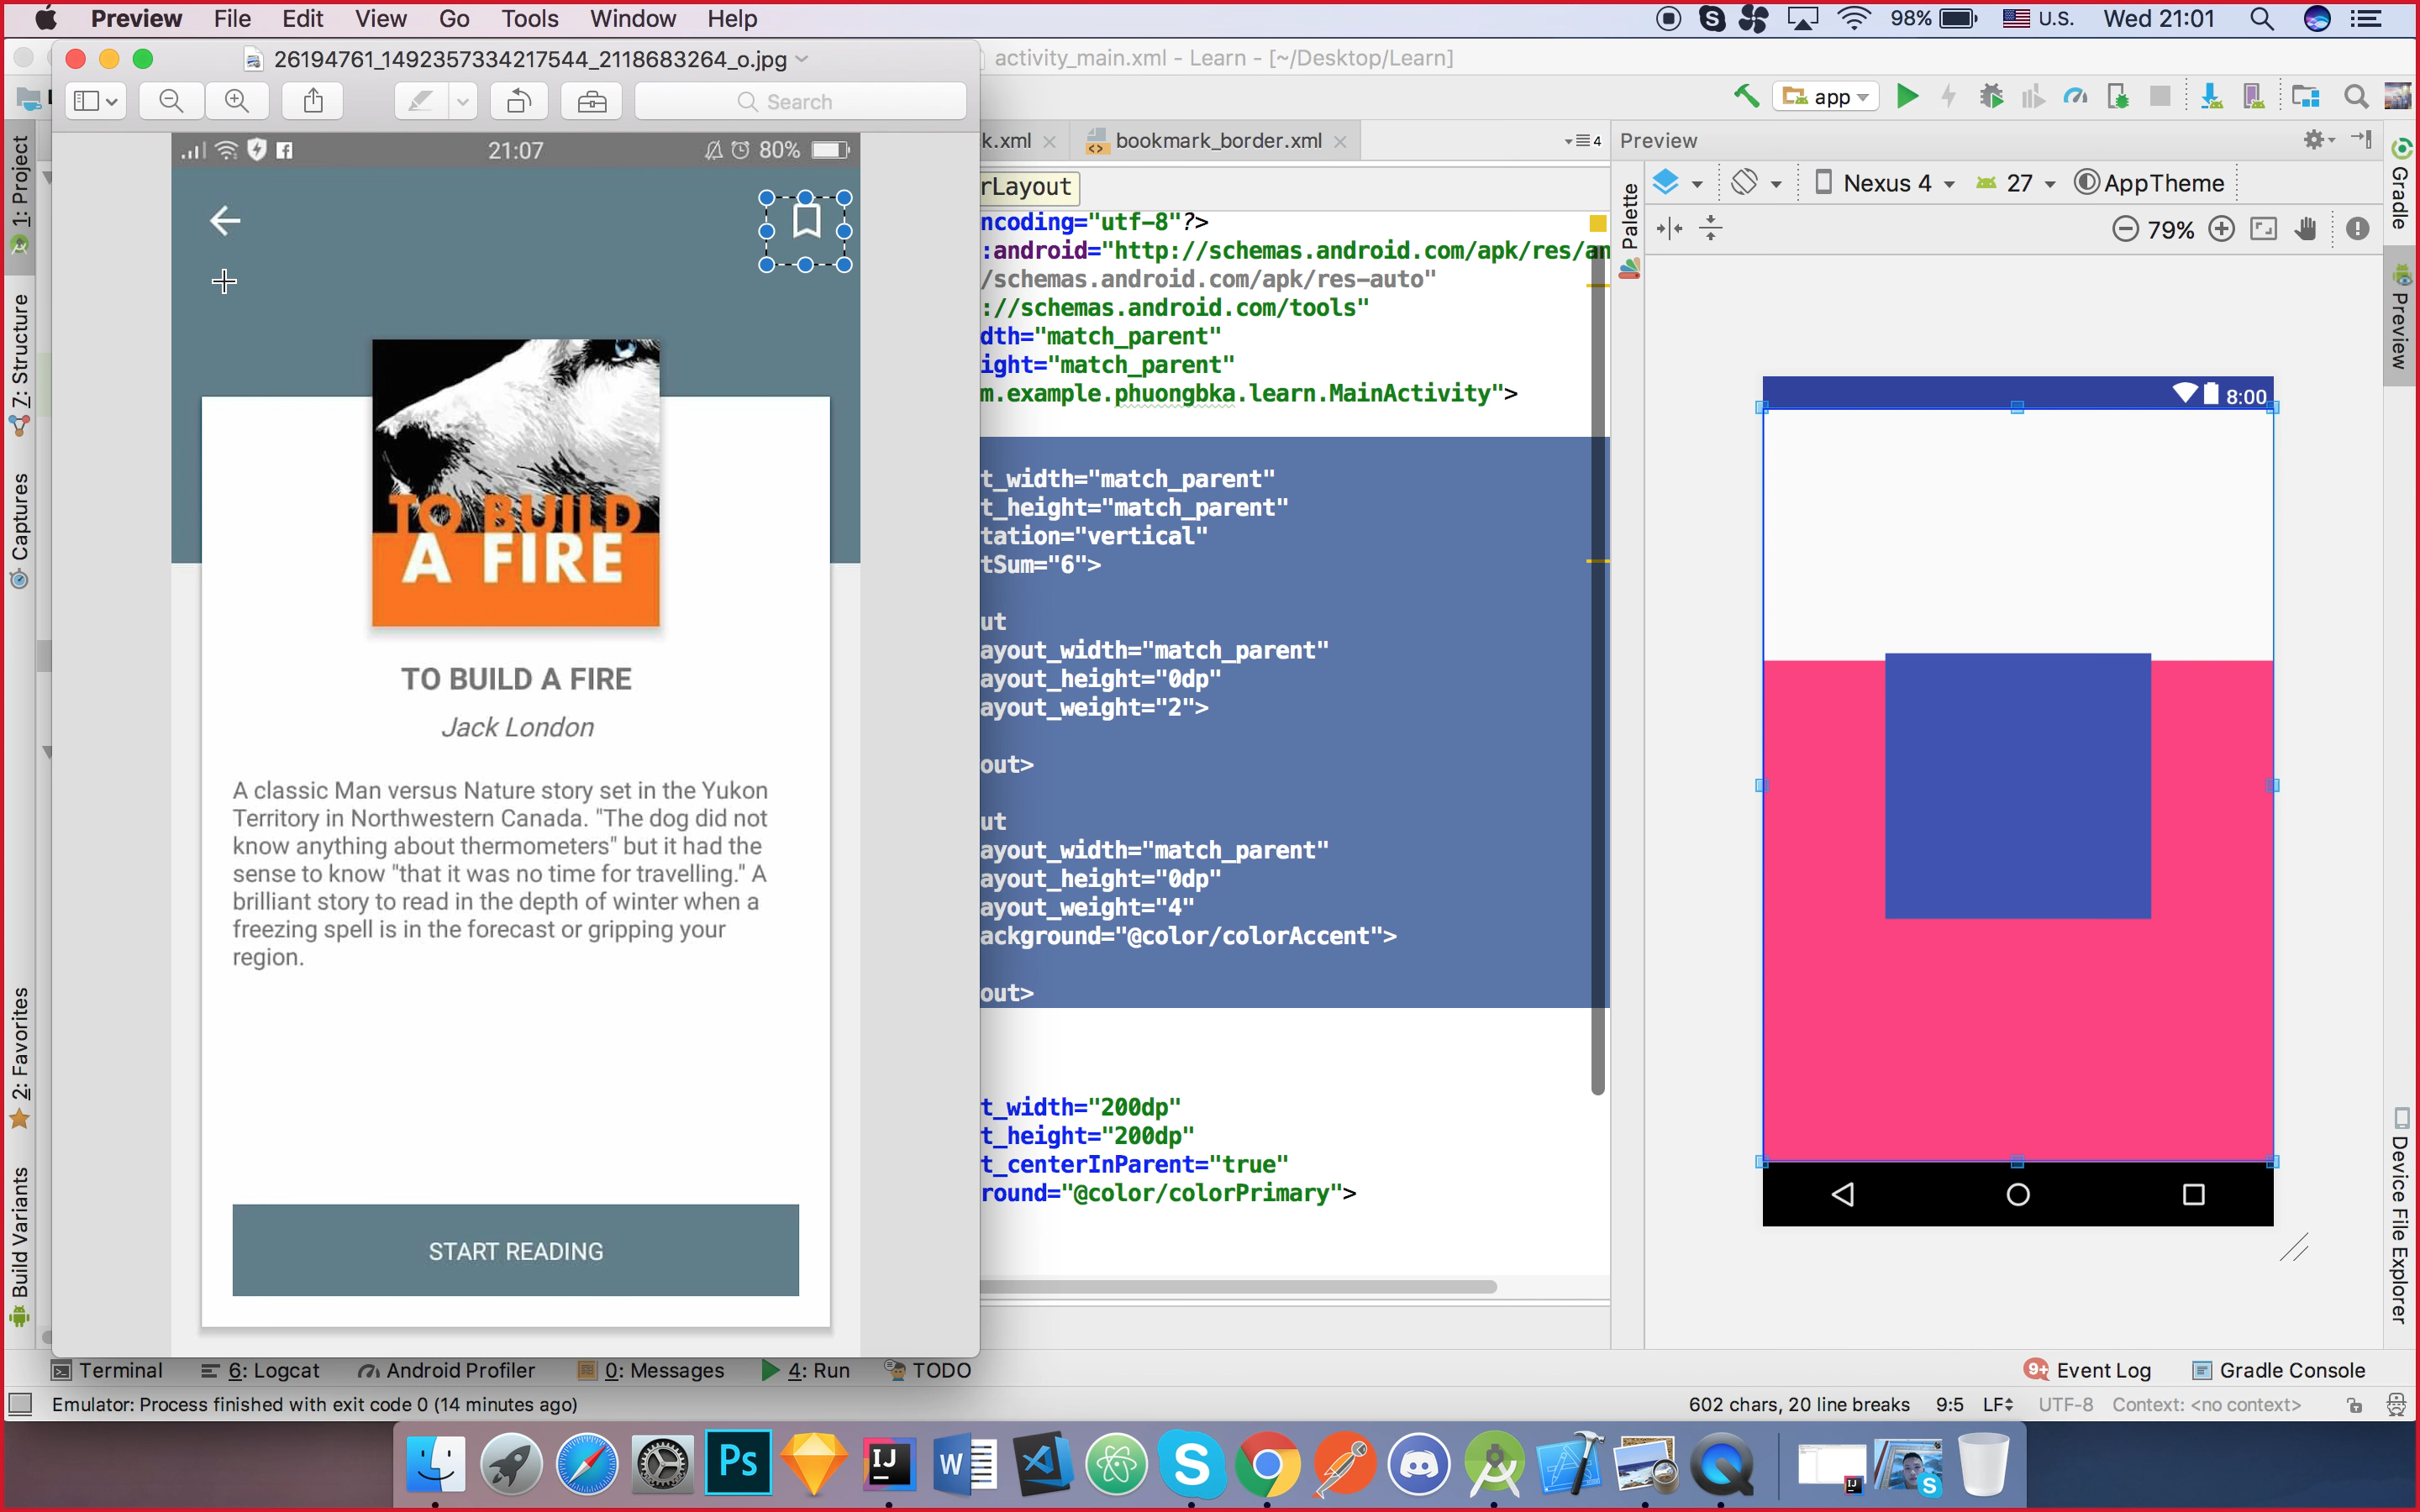 Preview File Edit View Go Tools Window Help
98% U.S. Wed 21:01
26194761_1492357334217544_2118683264_o.jpg
Search
activity_main.xml - Learn - [~/Desktop/Learn]
app
k.xml
bookmark_border.xml
4
Preview
Nexus 4
27
AppTheme
79%
1: Project
7: Structure
Captures
2: Favorites
Build Variants
Palette
Gradle
Preview
Device File Explorer
21:07
80%
TO BUILD
A FIRE
TO BUILD A FIRE
Jack London
A classic Man versus Nature story set in the Yukon
Territory in Northwestern Canada. "The dog did not
know anything about thermometers" but it had the
sense to know "that it was no time for travelling." A
brilliant story to read in the depth of winter when a
freezing spell is in the forecast or gripping your
region.
START READING
rLayout
ncoding="utf-8"?>
:android="http://schemas.android.com/apk/res/an
/schemas.android.com/apk/res-auto"
://schemas.android.com/tools"
dth="match_parent"
ight="match_parent"
m.example.phuongbka.learn.MainActivity">
t_width="match_parent"
t_height="match_parent"
tation="vertical"
tSum="6">
ut
ayout_width="match_parent"
ayout_height="0dp"
ayout_weight="2">
out>
ut
ayout_width="match_parent"
ayout_height="0dp"
ayout_weight="4"
ackground="@color/colorAccent">
out>
t_width="200dp"
t_height="200dp"
t_centerInParent="true"
round="@color/colorPrimary">
8:00
Terminal 6: Logcat Android Profiler 0: Messages 4: Run TODO
9+ Event Log Gradle Console
Emulator: Process finished with exit code 0 (14 minutes ago)
602 chars, 20 line breaks 9:5 LF UTF-8 Context: <no context>
Ps
IJ
W
S